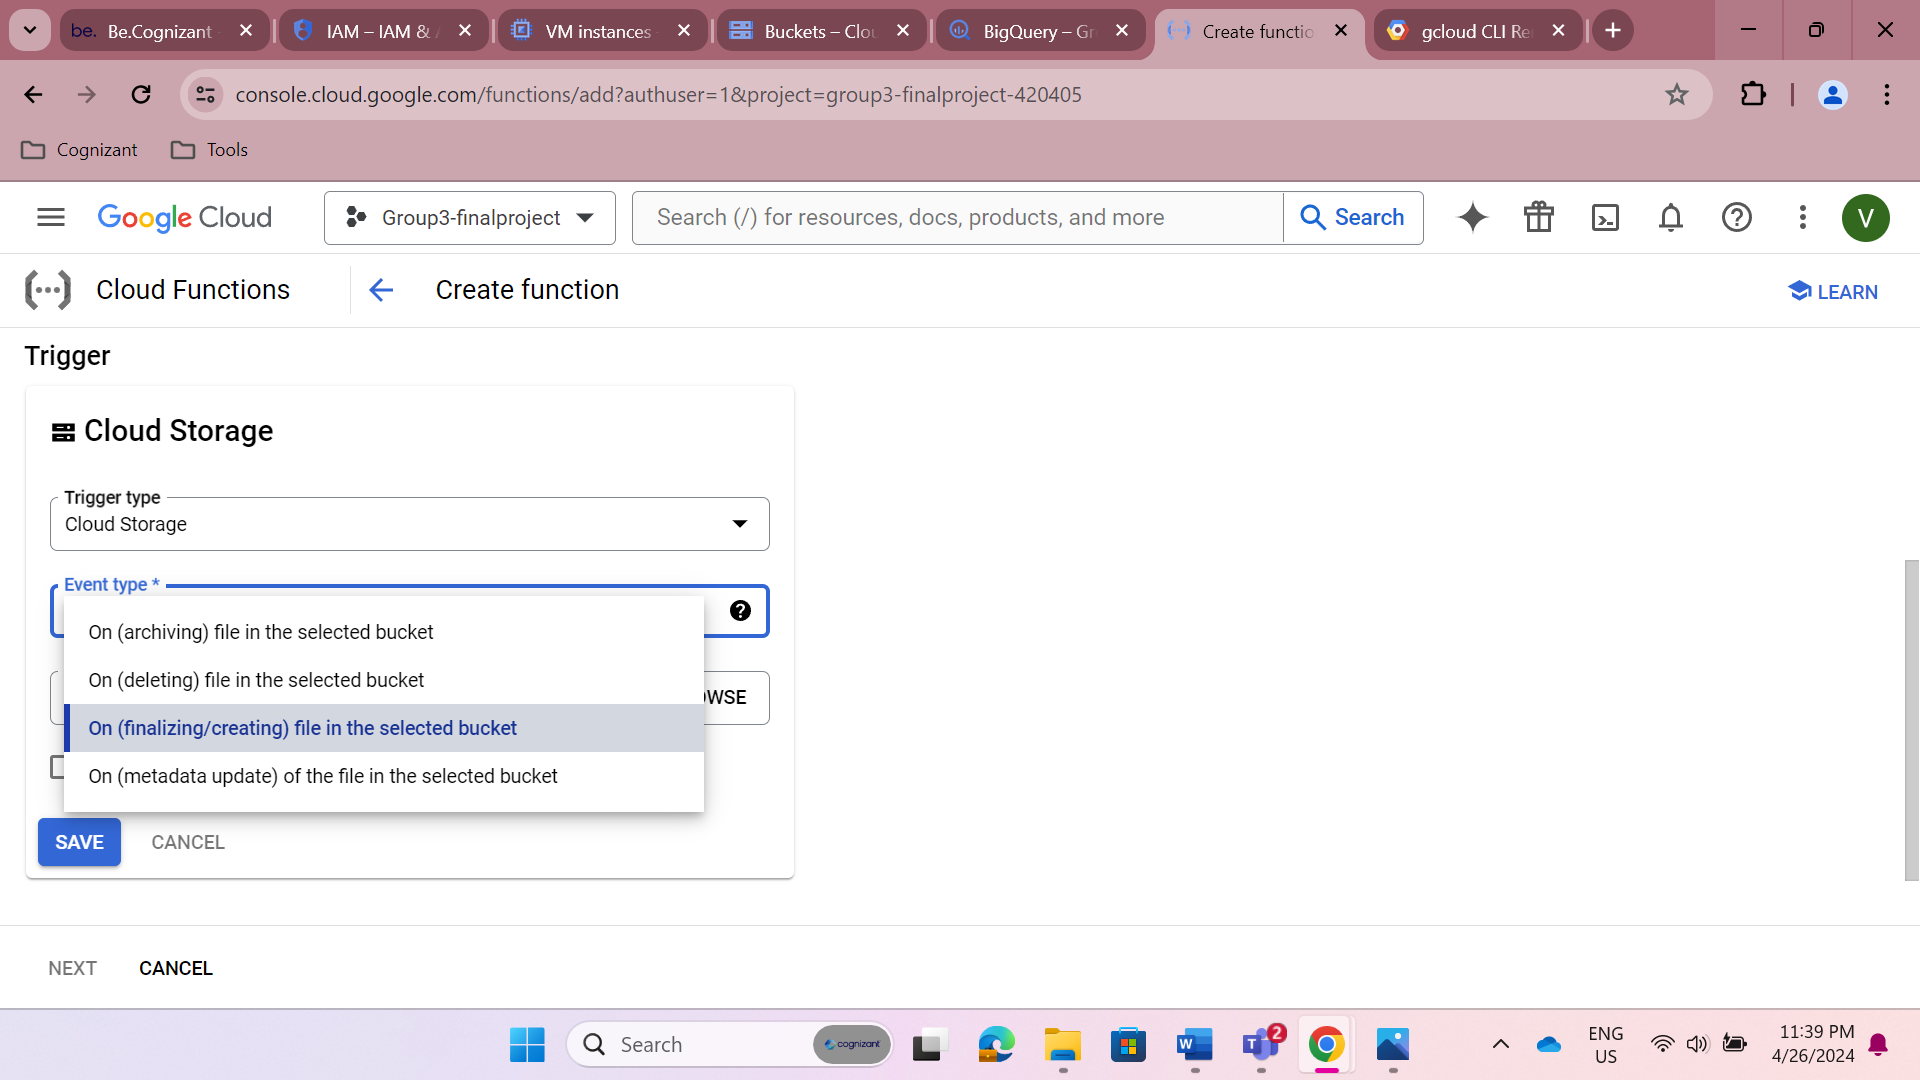 be. Be.Cognizant
IAM – IAM & A
VM instances
Buckets – Clou
BigQuery – Gr
Create functio
gcloud CLI Re
console.cloud.google.com/functions/add?authuser=1&project=group3-finalproject-420405
Cognizant
Tools
Google Cloud
Group3-finalproject
Search (/) for resources, docs, products, and more
Search
V
Cloud Functions
Create function
LEARN
Trigger
Cloud Storage
Trigger type
Cloud Storage
Event type *
On (archiving) file in the selected bucket
On (deleting) file in the selected bucket
OWSE
On (finalizing/creating) file in the selected bucket
On (metadata update) of the file in the selected bucket
SAVE
CANCEL
NEXT
CANCEL
Search
cognizant
2
ENG
US
11:39 PM
4/26/2024